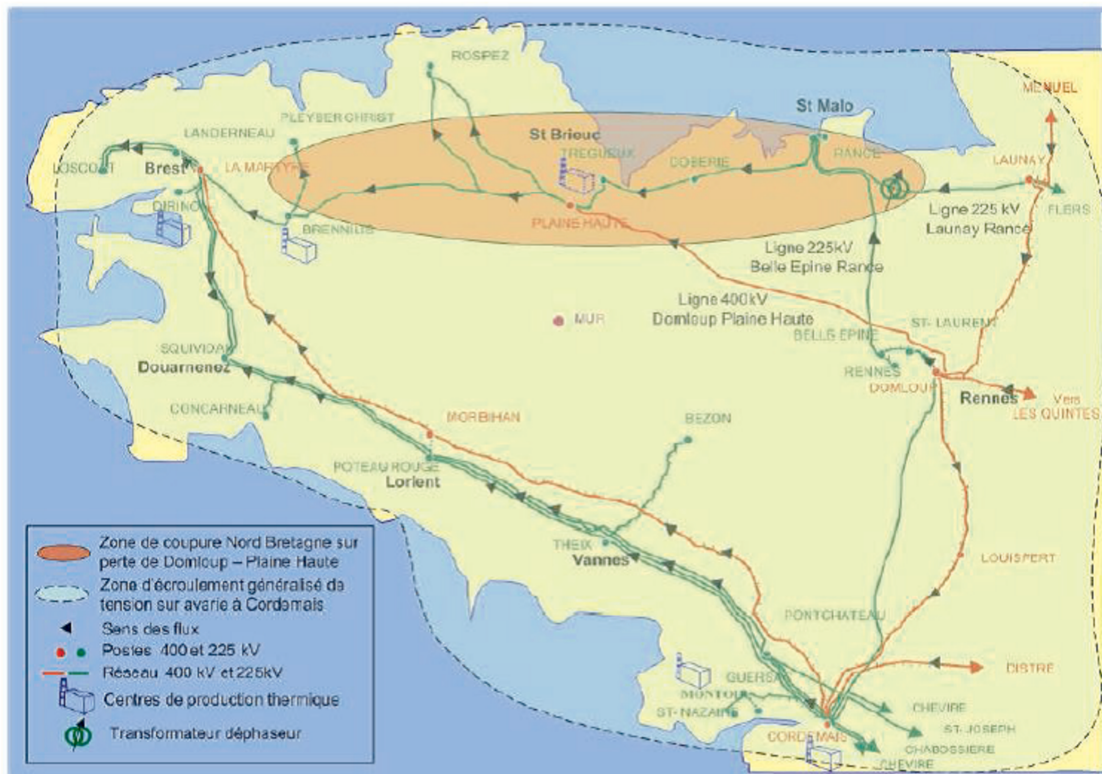 ROSPEZ
MENUEL
PLEYBER CHRIST
St Malo
LANDERNEAU
St Brieuc
TREGUEUX
RANCE
LAUNAY
Brest
LA MARTYRE
COBERIE
DIRINON
FLERS
BRENNILIS
PLAINE HAUTE
Ligne 225 kV
Launay Rance
Ligne 225kV
Belle Epine Rance
Ligne 400kV
Domloup Plaine Haute
MUR
ST- LAURENT
BELLE EPINE
SQUIVIDAN
Douarnenez
RENNES
DOMLOUP
Rennes
Vers
LES QUINTES
CONCARNEAU
MORBIHAN
BEZON
POTEAU ROUGE
Lorient
THEIX
Vannes
LOUISFERT
PONTCHATEAU
GUERSAC
DISTRE
MONTOIR
ST- NAZAIRE
CHEVIRE
ST-JOSEPH
CORDEMAIS
CHABOSSIÈRE
CHEVIRE
Zone de coupure Nord Bretagne sur
perte de Domloup – Plaine Haute
Zone d'écroulement généralisé de
tension sur avarie à Cordemais
Sens des flux
Postes 400 et 225 kV
Réseau 400 kV et 225kV
Centres de production thermique
Transformateur déphaseur